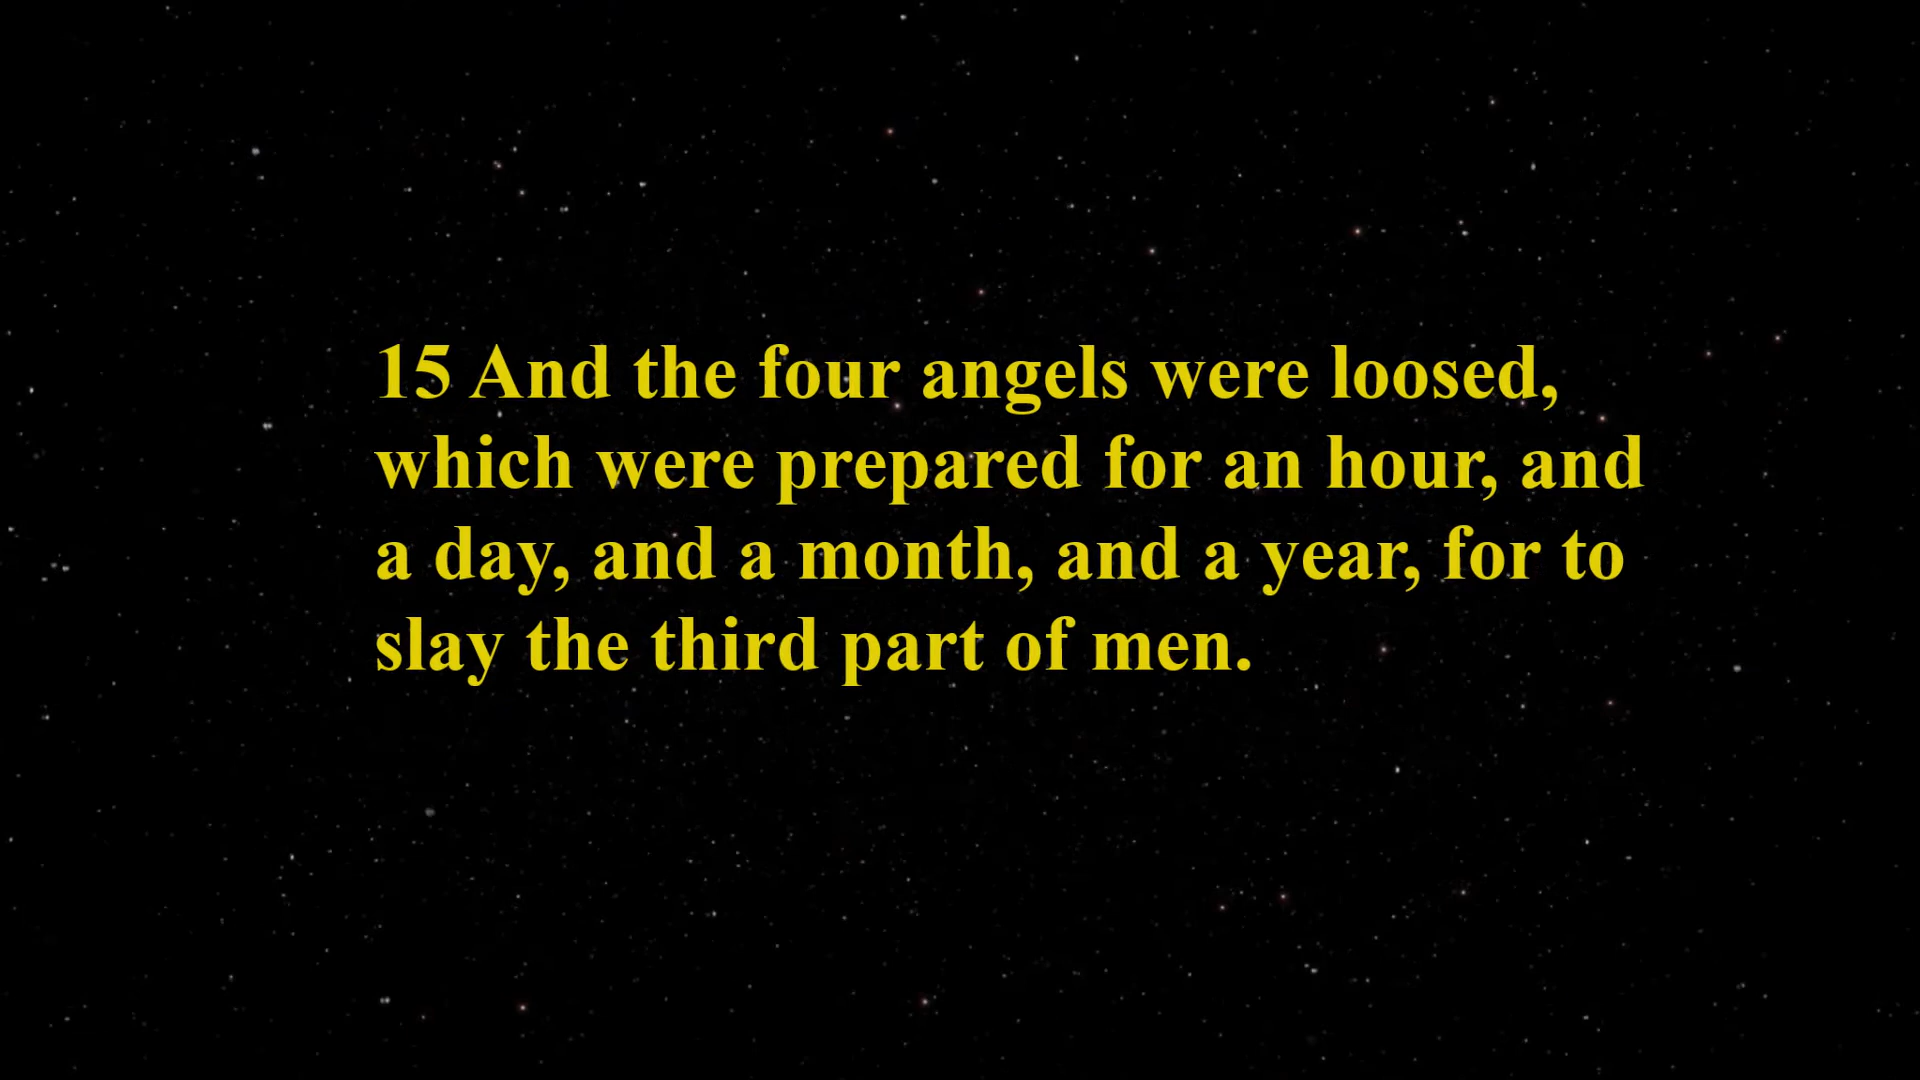 15 And the four angels were loosed,
which were prepared for an hour, and
a day, and a month, and a year, for to
slay the third part of men.